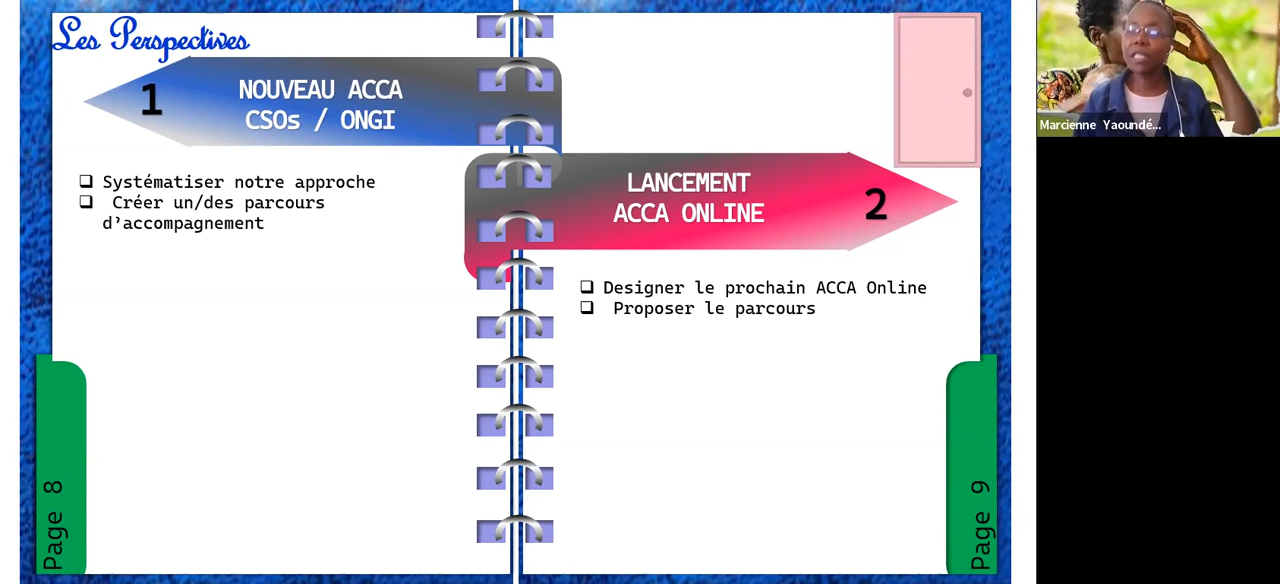 Les Perspectives
1
NOUVEAU ACCA
CSOs / ONGI
❑ Systématiser notre approche
❑ Créer un/des parcours
d’accompagnement
Page 8
LANCEMENT
ACCA ONLINE
2
❑ Designer le prochain ACCA Online
❑ Proposer le parcours
Page 9
Marcienne Yaoundé...